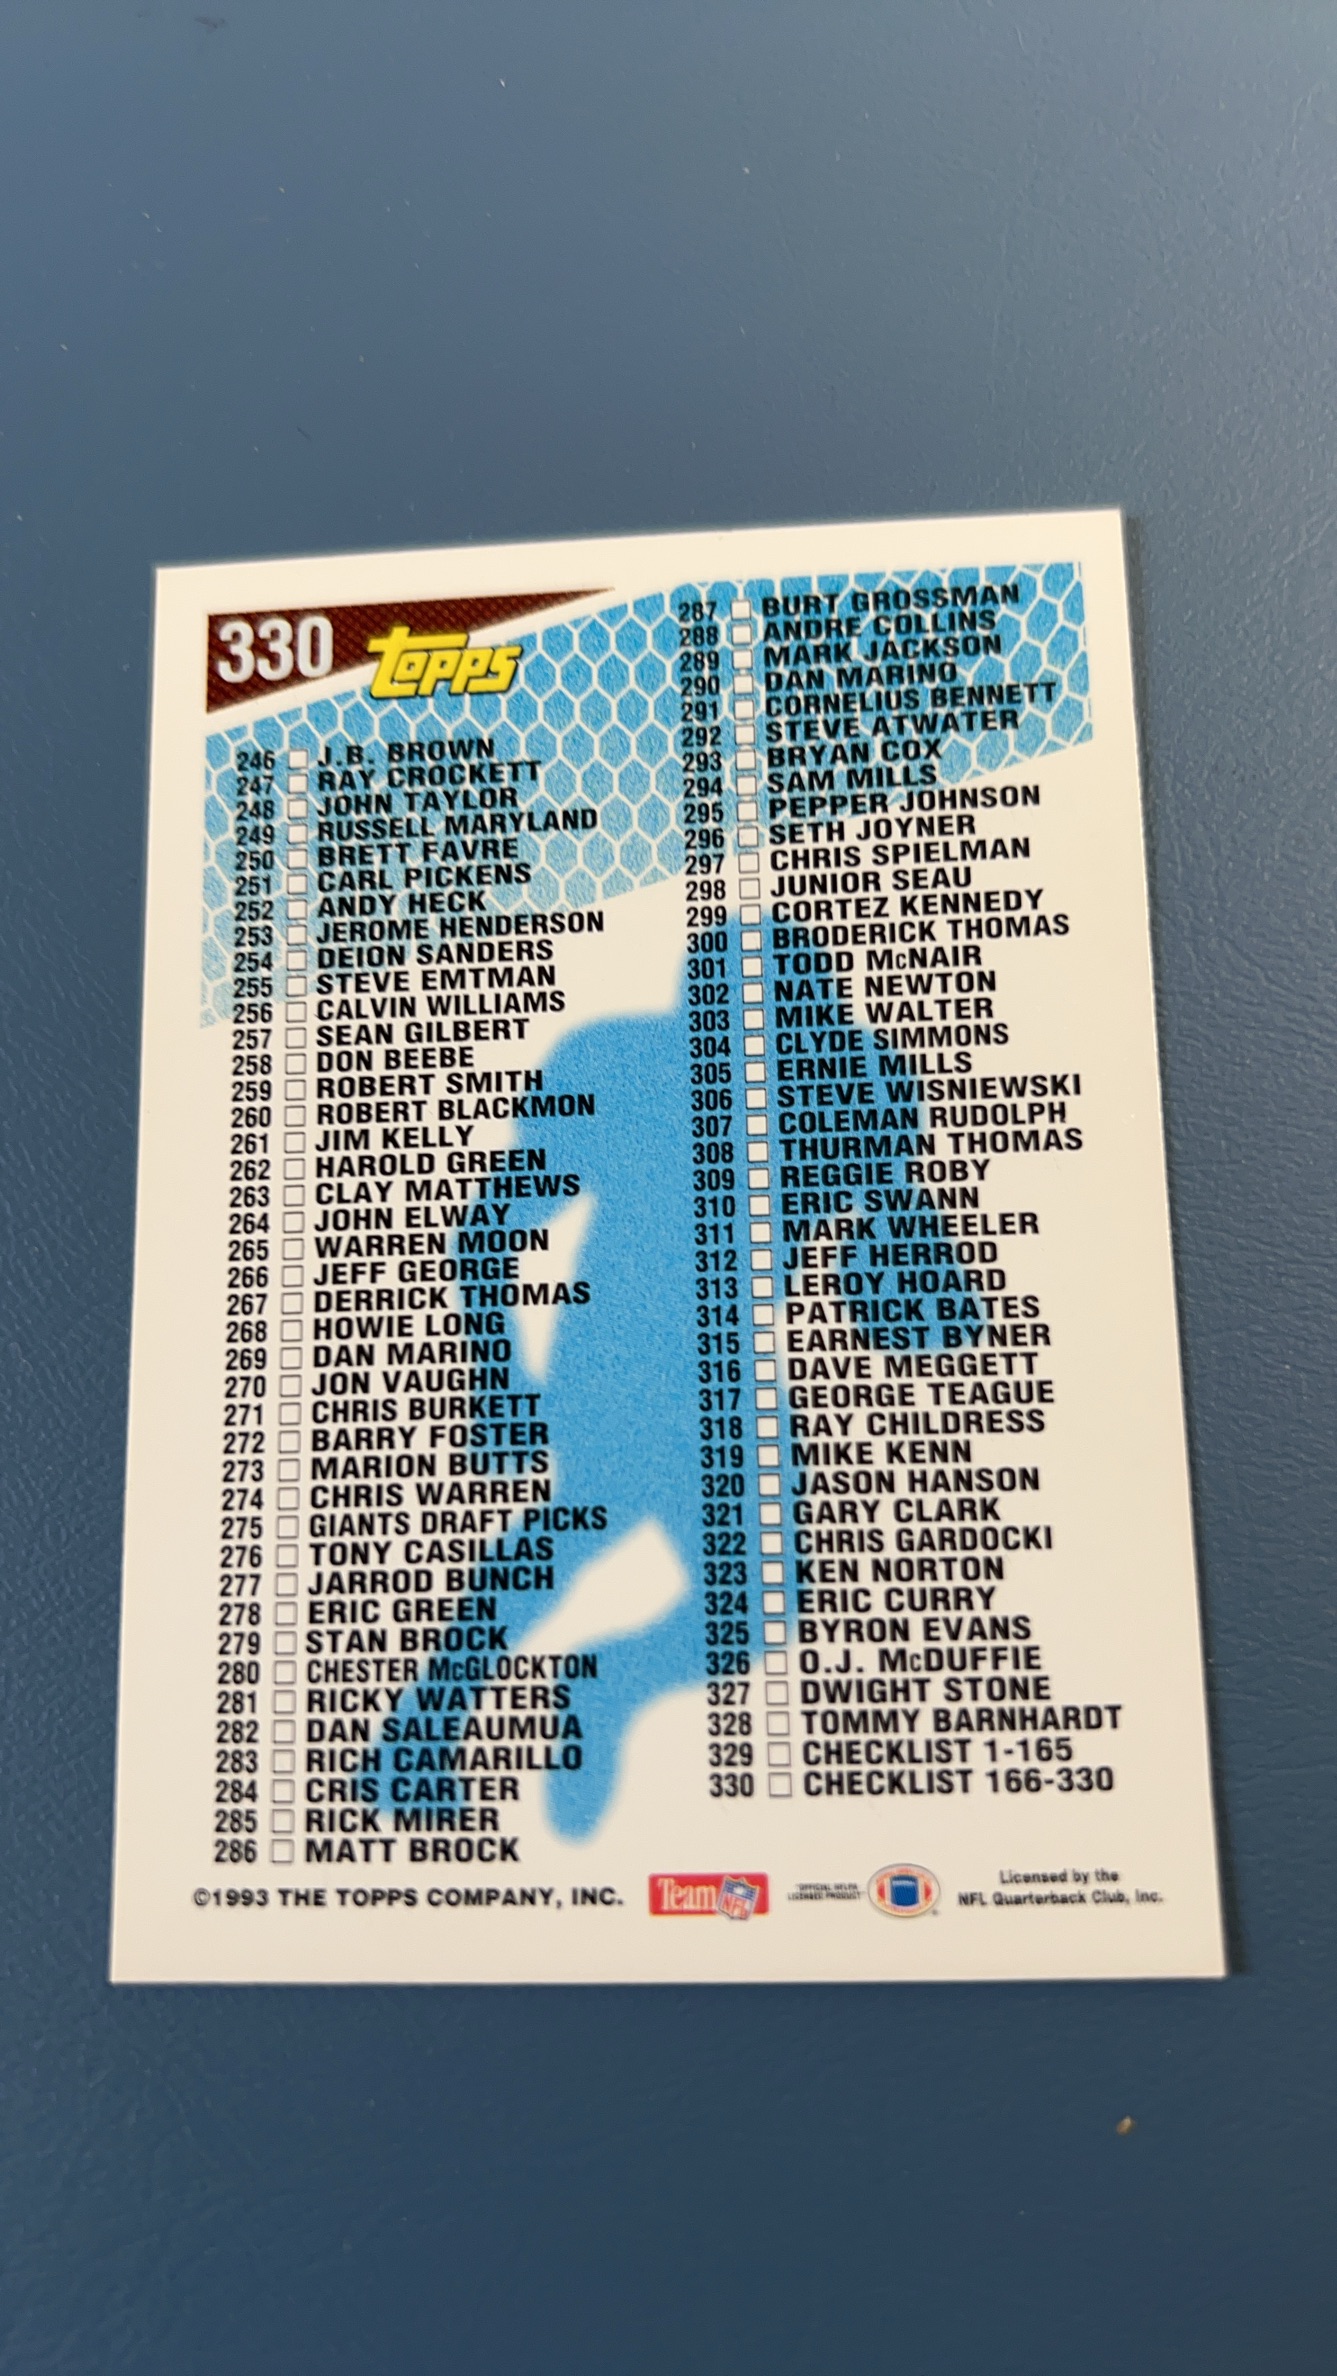 330
TOPPS
246 J.B. BROWN
247 RAY CROCKETT
248 JOHN TAYLOR
249 RUSSELL MARYLAND
250 BRETT FAVRE
251 CARL PICKENS
252 ANDY HECK
253 JEROME HENDERSON
254 DEION SANDERS
255 STEVE EMTMAN
256 CALVIN WILLIAMS
257 SEAN GILBERT
258 DON BEEBE
259 ROBERT SMITH
260 ROBERT BLACKMON
261 JIM KELLY
262 HAROLD GREEN
263 CLAY MATTHEWS
264 JOHN ELWAY
265 WARREN MOON
266 JEFF GEORGE
267 DERRICK THOMAS
268 HOWIE LONG
269 DAN MARINO
270 JON VAUGHN
271 CHRIS BURKETT
272 BARRY FOSTER
273 MARION BUTTS
274 CHRIS WARREN
275 GIANTS DRAFT PICKS
276 TONY CASILLAS
277 JARROD BUNCH
278 ERIC GREEN
279 STAN BROCK
280 CHESTER McGLOCKTON
281 RICKY WATTERS
282 DAN SALEAUMUA
283 RICH CAMARILLO
284 CRIS CARTER
285 RICK MIRER
286 MATT BROCK
287 BURT GROSSMAN
288 ANDRE COLLINS
289 MARK JACKSON
290 DAN MARINO
291 CORNELIUS BENNETT
292 STEVE ATWATER
293 BRYAN COX
294 SAM MILLS
295 PEPPER JOHNSON
296 SETH JOYNER
297 CHRIS SPIELMAN
298 JUNIOR SEAU
299 CORTEZ KENNEDY
300 BRODERICK THOMAS
301 TODD McNAIR
302 NATE NEWTON
303 MIKE WALTER
304 CLYDE SIMMONS
305 ERNIE MILLS
306 STEVE WISNIEWSKI
307 COLEMAN RUDOLPH
308 THURMAN THOMAS
309 REGGIE ROBY
310 ERIC SWANN
311 MARK WHEELER
312 JEFF HERROD
313 LEROY HOARD
314 PATRICK BATES
315 EARNEST BYNER
316 DAVE MEGGETT
317 GEORGE TEAGUE
318 RAY CHILDRESS
319 MIKE KENN
320 JASON HANSON
321 GARY CLARK
322 CHRIS GARDOCKI
323 KEN NORTON
324 ERIC CURRY
325 BYRON EVANS
326 O.J. McDUFFIE
327 DWIGHT STONE
328 TOMMY BARNHARDT
329 CHECKLIST 1-165
330 CHECKLIST 166-330
©1993 THE TOPPS COMPANY, INC.
Team NFL
"OFFICIAL NFLPA
LICENSED PRODUCT"
Licensed by the
NFL Quarterback Club, Inc.